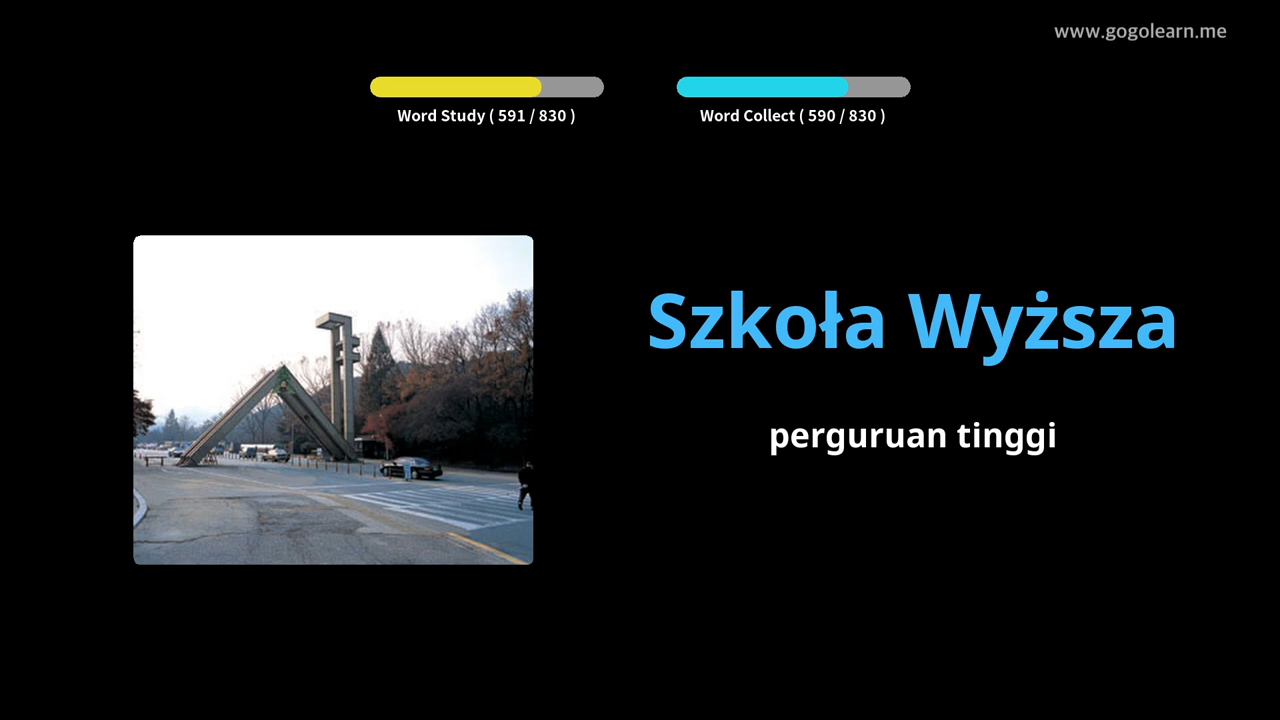 www.gogolearn.me
Word Study ( 591 / 830 )
Word Collect ( 590 / 830 )
Szkoła Wyższa
perguruan tinggi